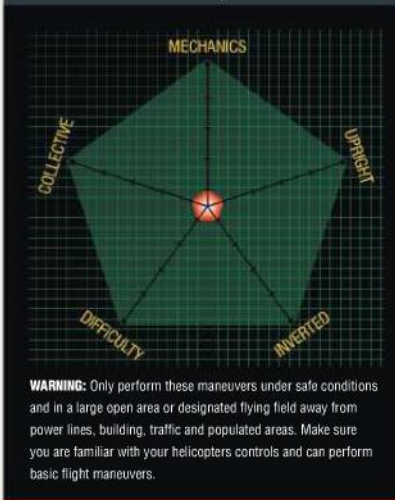 MECHANICS
COLLECTIVE
UPRIGHT
DIFFICULTY
INVERTED
WARNING: Only perform these maneuvers under safe conditions
and in a large open area or designated flying field away from
power lines, building, traffic and populated areas. Make sure
you are familiar with your helicopters controls and can perform
basic flight maneuvers.